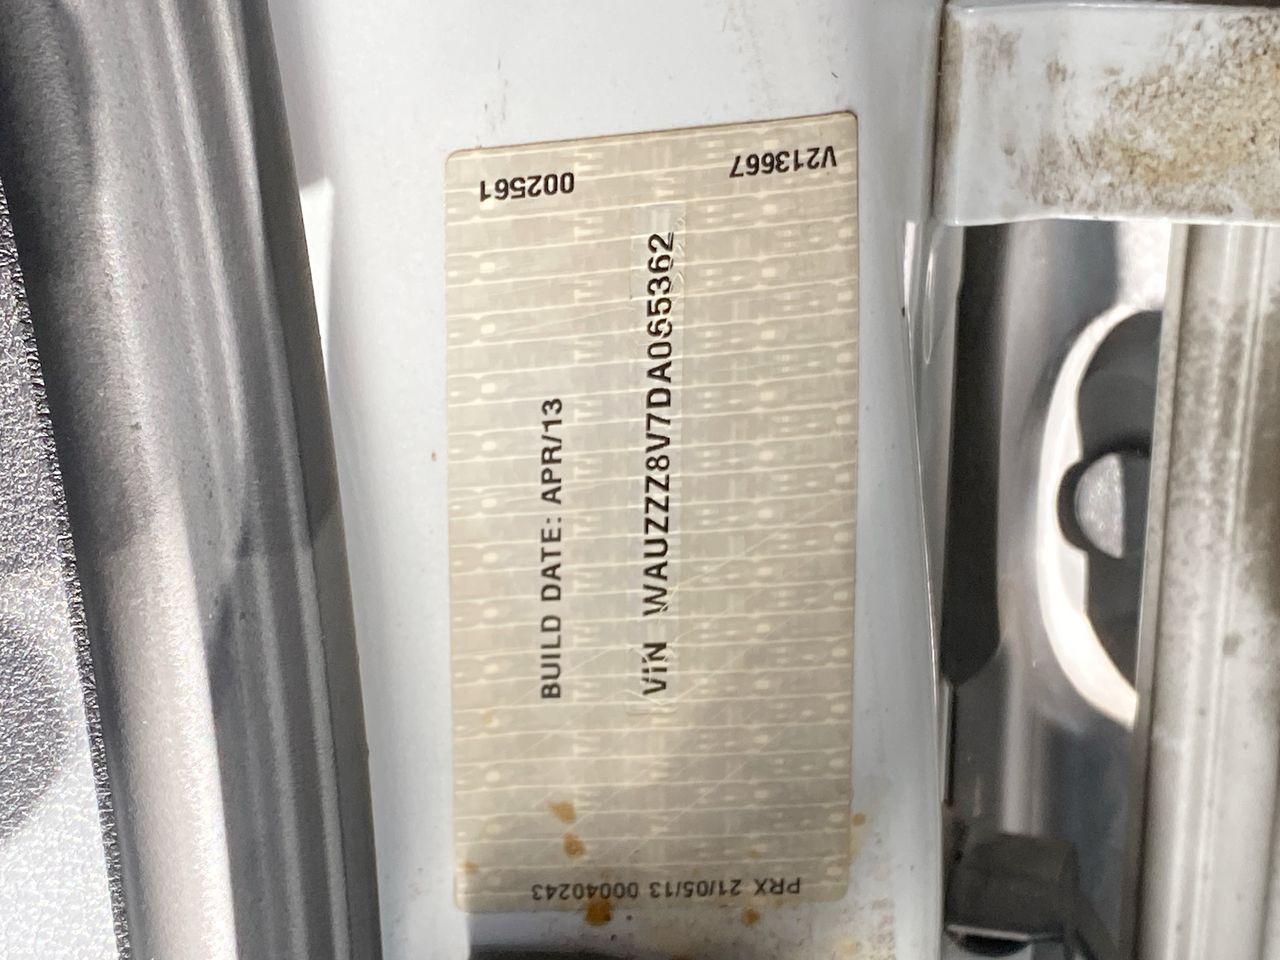 V213667
002561
BUILD DATE: APR/13
VIN WAUZZZ8V7DA065362
PRX 21/05/13 00040243